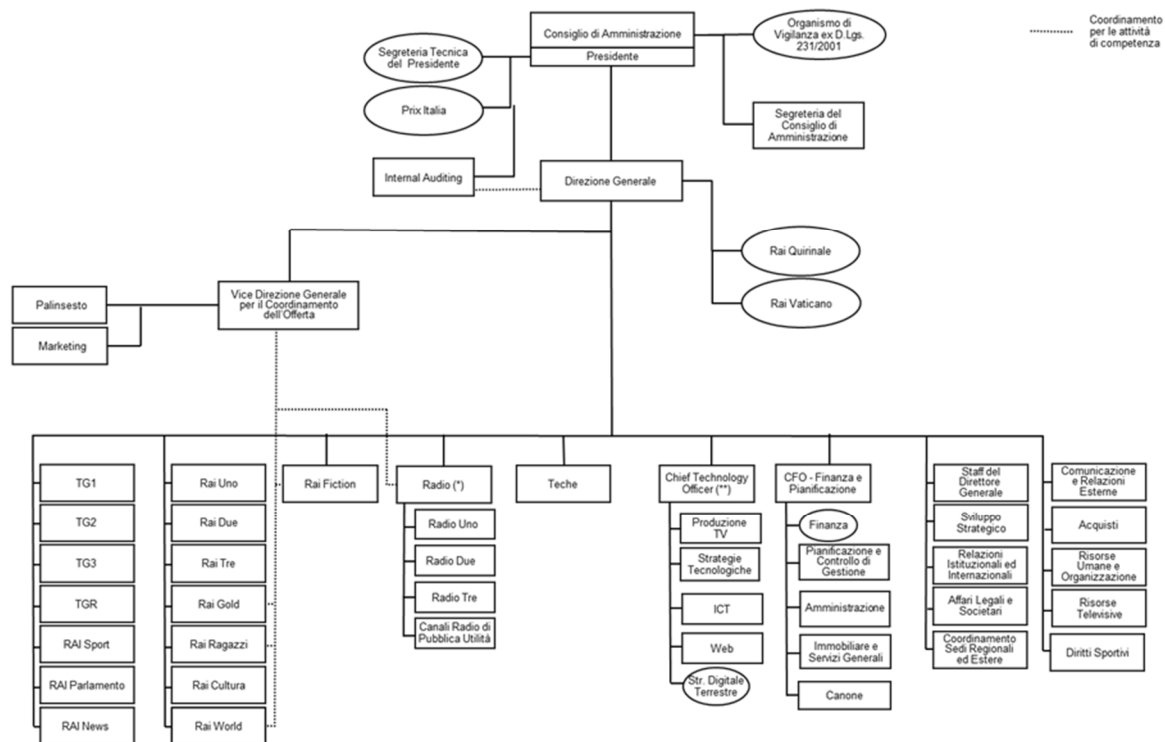 Consiglio di Amministrazione
Presidente
Organismo di
Vigilanza ex D.Lgs.
231/2001
Coordinamento
per le attività
di competenza
Segreteria Tecnica
del Presidente
Prix Italia
Segreteria del
Consiglio di
Amministrazione
Internal Auditing
Direzione Generale
Rai Quirinale
Rai Vaticano
Palinsesto
Marketing
Vice Direzione Generale
per il Coordinamento
dell'Offerta
TG1
TG2
TG3
TGR
RAI Sport
RAI Parlamento
RAI News
Rai Uno
Rai Due
Rai Tre
Rai Gold
Rai Ragazzi
Rai Cultura
Rai World
Rai Fiction
Radio (*)
Radio Uno
Radio Due
Radio Tre
Canali Radio di
Pubblica Utilità
Teche
Chief Technology
Officer (**)
Produzione
TV
Strategie
Tecnologiche
ICT
Web
Str. Digitale
Terrestre
CFO - Finanza e
Pianificazione
Finanza
Pianificazione e
Controllo di
Gestione
Amministrazione
Immobiliare e
Servizi Generali
Canone
Staff del
Direttore
Generale
Sviluppo
Strategico
Relazioni
Istituzionali ed
Internazionali
Affari Legali e
Societari
Coordinamento
Sedi Regionali
ed Estere
Comunicazione
e Relazioni
Esterne
Acquisti
Risorse
Umane e
Organizzazione
Risorse
Televisive
Diritti Sportivi